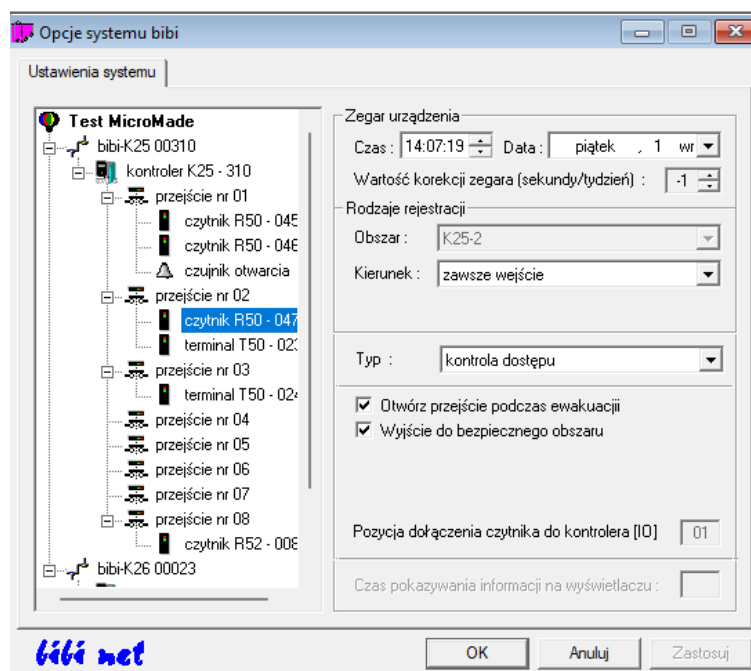 Opcje systemu bibi
Ustawienia systemu
Test MicroMade
bibi-K25 00310
kontroler K25 - 310
przejście nr 01
czytnik R50 - 045
czytnik R50 - 046
czujnik otwarcia
przejście nr 02
czytnik R50 - 047
terminal T50 - 023
przejście nr 03
terminal T50 - 024
przejście nr 04
przejście nr 05
przejście nr 06
przejście nr 07
przejście nr 08
czytnik R52 - 008
bibi-K26 00023
Zegar urządzenia
Czas : 14:07:19 Data : piątek , 1 wr
Wartość korekcji zegara (sekundy/tydzień) : -1
Rodzaje rejestracji
Obszar : K25-2
Kierunek : zawsze wejście
Typ : kontrola dostępu
Otwórz przejście podczas ewakuacji
Wyjście do bezpiecznego obszaru
Pozycja dołączenia czytnika do kontrolera [IO] 01
Czas pokazywania informacji na wyświetlaczu :
bibi net
OK Anuluj Zastosuj